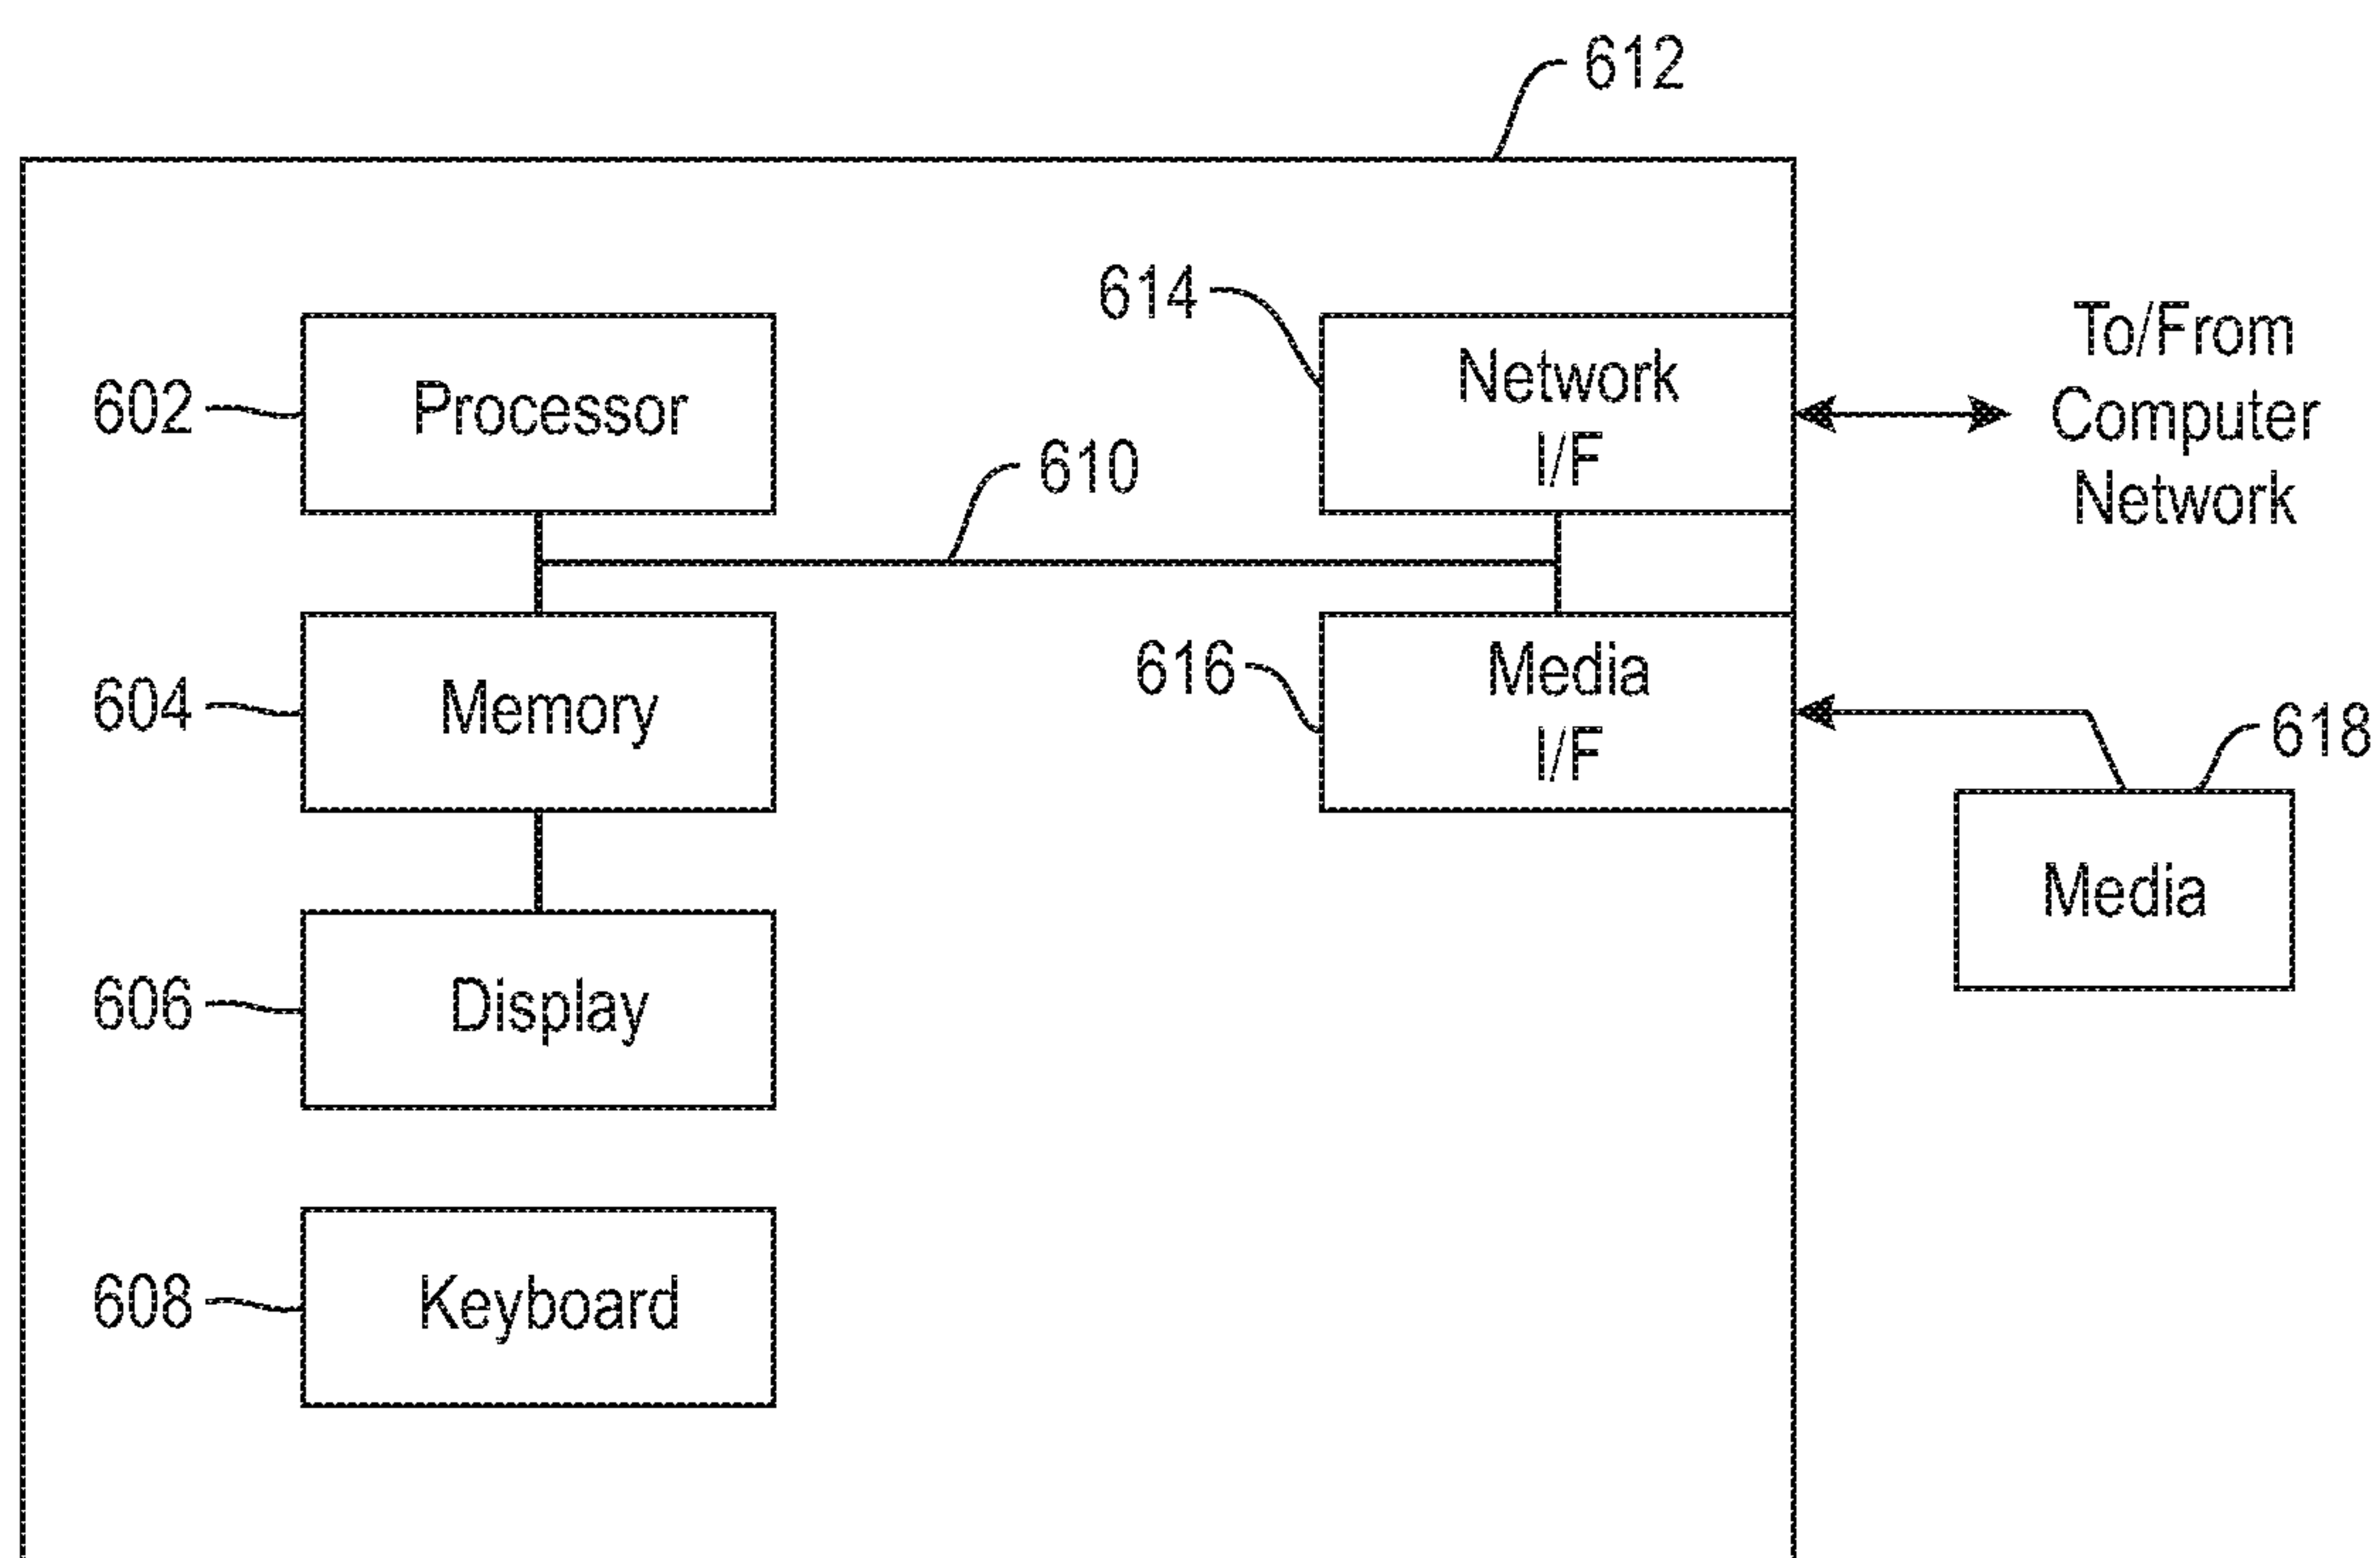 612
614
Network
I/F
To/From
Computer
Network
602
Processor
610
604
Memory
616
Media
I/F
618
Media
606
Display
608
Keyboard